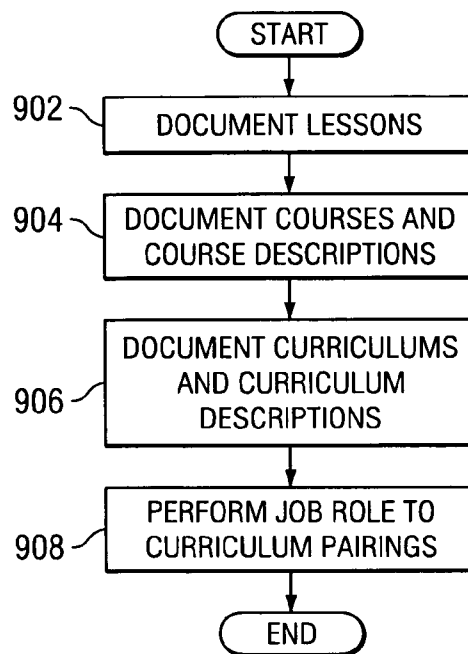 START
902
DOCUMENT LESSONS
904
DOCUMENT COURSES AND
COURSE DESCRIPTIONS
906
DOCUMENT CURRICULUMS
AND CURRICULUM
DESCRIPTIONS
908
PERFORM JOB ROLE TO
CURRICULUM PAIRINGS
END